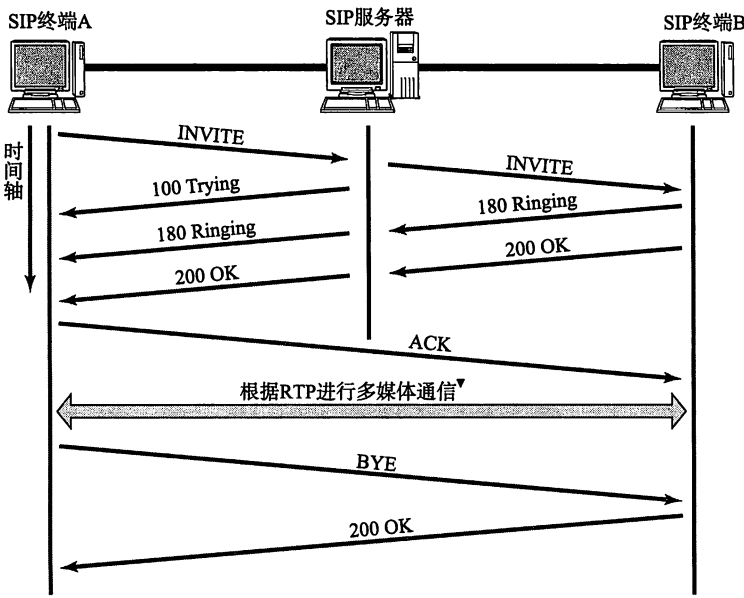 SIP终端A
SIP服务器
SIP终端B
时间轴
INVITE
INVITE
100 Trying
180 Ringing
180 Ringing
200 OK
200 OK
ACK
根据RTP进行多媒体通信▼
BYE
200 OK